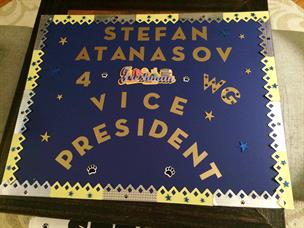 STEFAN
ATANASOV
4 WG
VICE
PRESIDENT